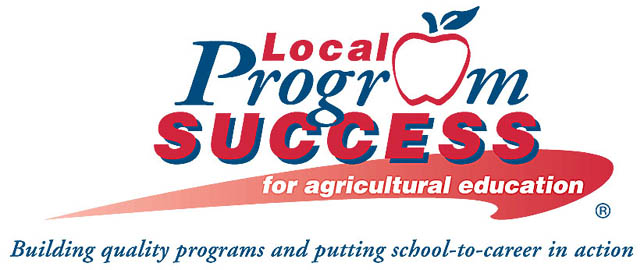 Local
Program
SUCCESS
for agricultural education
®
Building quality programs and putting school-to-career in action